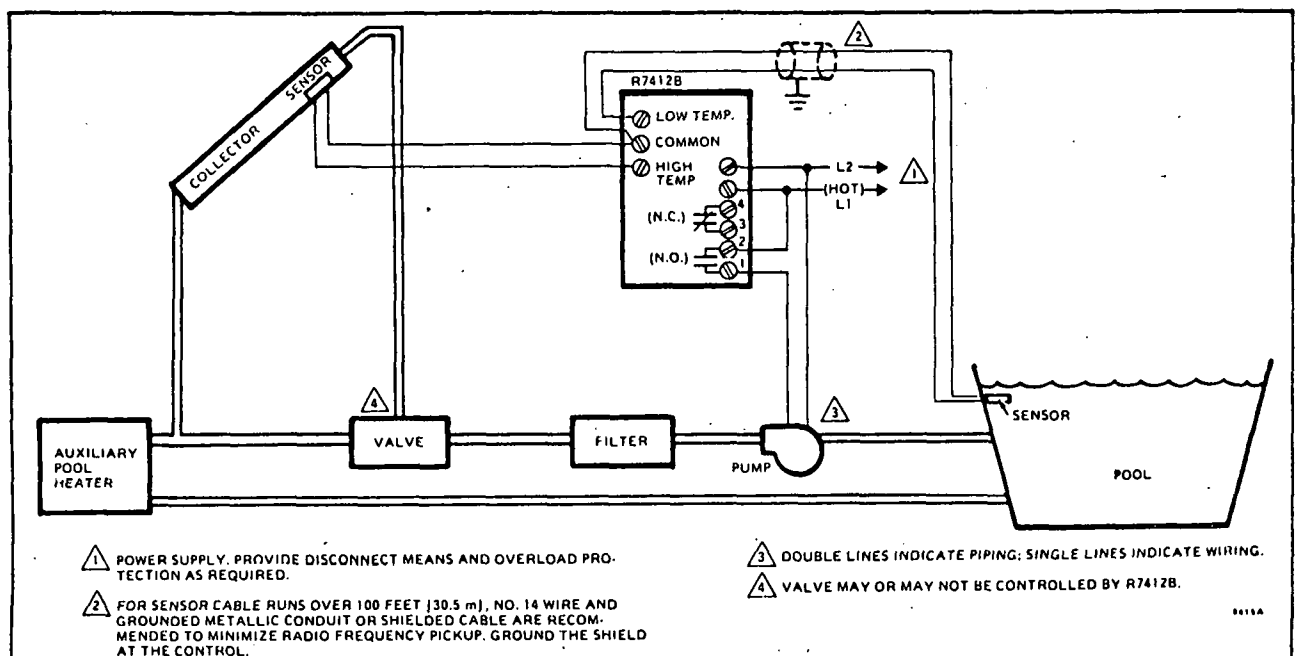 2
R7412B
SENSOR
COLLECTOR
LOW TEMP.
COMMON
HIGH
TEMP
L2
(HOT)
L1
1
(N.C.)
4
3
(N.O.)
2
1
4
VALVE
FILTER
3
PUMP
SENSOR
POOL
AUXILIARY
POOL
HEATER
1 POWER SUPPLY. PROVIDE DISCONNECT MEANS AND OVERLOAD PRO-
TECTION AS REQUIRED.
2 FOR SENSOR CABLE RUNS OVER 100 FEET [30.5 m], NO. 14 WIRE AND
GROUNDED METALLIC CONDUIT OR SHIELDED CABLE ARE RECOM-
MENDED TO MINIMIZE RADIO FREQUENCY PICKUP. GROUND THE SHIELD
AT THE CONTROL.
3 DOUBLE LINES INDICATE PIPING; SINGLE LINES INDICATE WIRING.
4 VALVE MAY OR MAY NOT BE CONTROLLED BY R7412B.